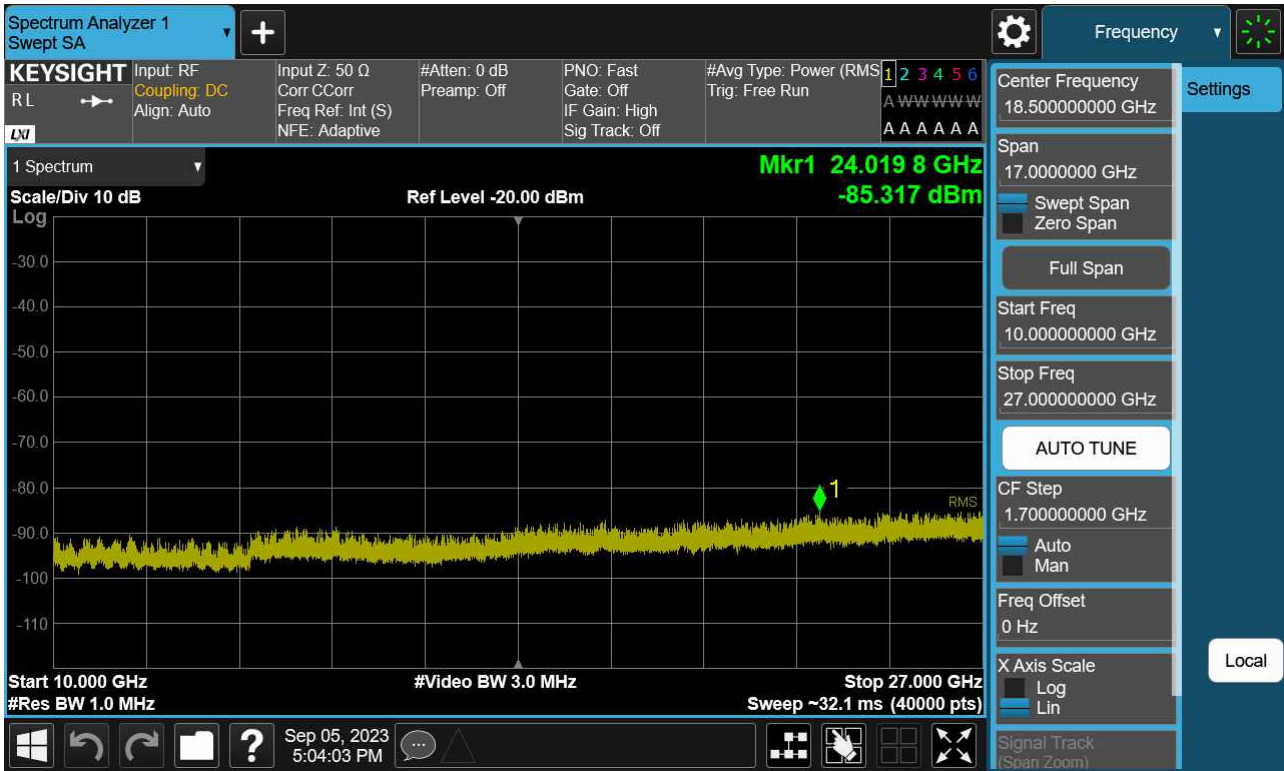 Spectrum Analyzer 1
Swept SA
Frequency
KEYSIGHT
R L
LXI
Input: RF
Coupling: DC
Align: Auto
Input Z: 50 Ω
Corr CCorr
Freq Ref: Int (S)
NFE: Adaptive
#Atten: 0 dB
Preamp: Off
PNO: Fast
Gate: Off
IF Gain: High
Sig Track: Off
#Avg Type: Power (RMS
Trig: Free Run
1 2 3 4 5 6
A W W W W W
A A A A A A
1 Spectrum
Mkr1 24.019 8 GHz
-85.317 dBm
Scale/Div 10 dB
Ref Level -20.00 dBm
Log
-30.0
-40.0
-50.0
-60.0
-70.0
-80.0
-90.0
-100
-110
1
RMS
Start 10.000 GHz
#Video BW 3.0 MHz
Stop 27.000 GHz
#Res BW 1.0 MHz
Sweep ~32.1 ms (40000 pts)
Center Frequency
18.500000000 GHz
Span
17.0000000 GHz
Swept Span
Zero Span
Full Span
Start Freq
10.000000000 GHz
Stop Freq
27.000000000 GHz
AUTO TUNE
CF Step
1.700000000 GHz
Auto
Man
Freq Offset
0 Hz
X Axis Scale
Log
Lin
Signal Track
(Span Zoom)
Settings
Local
?
Sep 05, 2023
5:04:03 PM